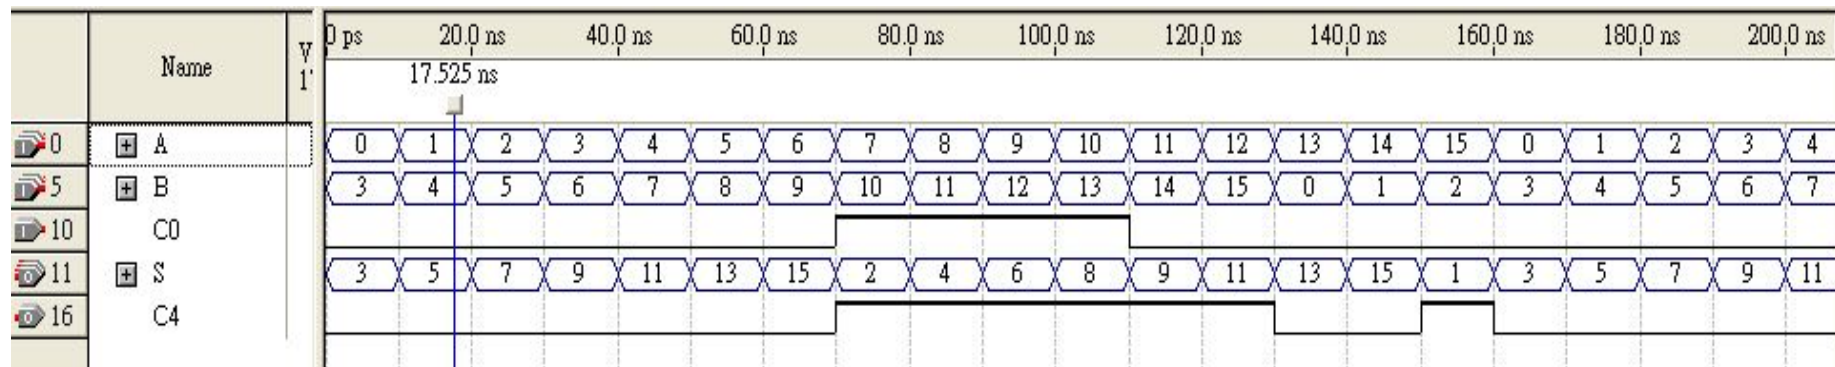 Name
V
1'
0 ps 20.0 ns 40.0 ns 60.0 ns 80.0 ns 100.0 ns 120.0 ns 140.0 ns 160.0 ns 180.0 ns 200.0 ns
17.525 ns
0 A 0 1 2 3 4 5 6 7 8 9 10 11 12 13 14 15 0 1 2 3 4
5 B 3 4 5 6 7 8 9 10 11 12 13 14 15 0 1 2 3 4 5 6 7
10 C0
11 S 3 5 7 9 11 13 15 2 4 6 8 9 11 13 15 1 3 5 7 9 11
16 C4